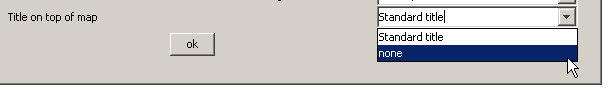 Title on top of map
Standard title
ok
Standard title
none